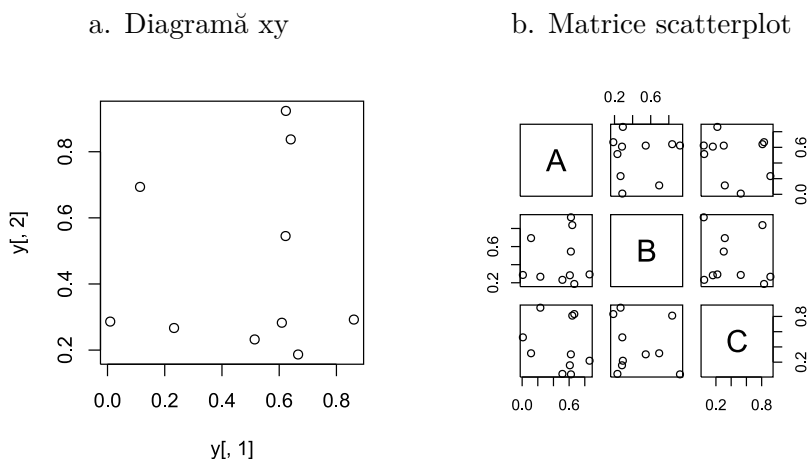 a. Diagramă xy
b. Matrice scatterplot
y[, 2]
0.8
0.6
0.4
0.2
0.0 0.2 0.4 0.6 0.8
y[, 1]
0.2 0.6
A
0.0 0.6
0.2 0.6
B
C
0.2 0.8
0.0 0.6
0.2 0.8